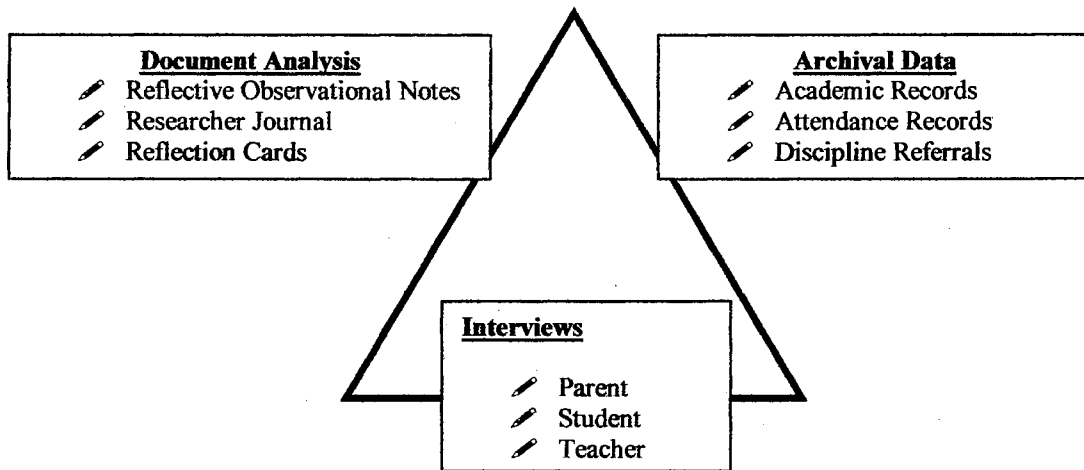 Document Analysis
Reflective Observational Notes
Researcher Journal
Reflection Cards
Archival Data
Academic Records
Attendance Records
Discipline Referrals
Interviews
Parent
Student
Teacher